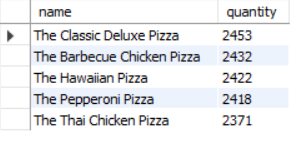 name quantity
The Classic Deluxe Pizza 2453
The Barbecue Chicken Pizza 2432
The Hawaiian Pizza 2422
The Pepperoni Pizza 2418
The Thai Chicken Pizza 2371